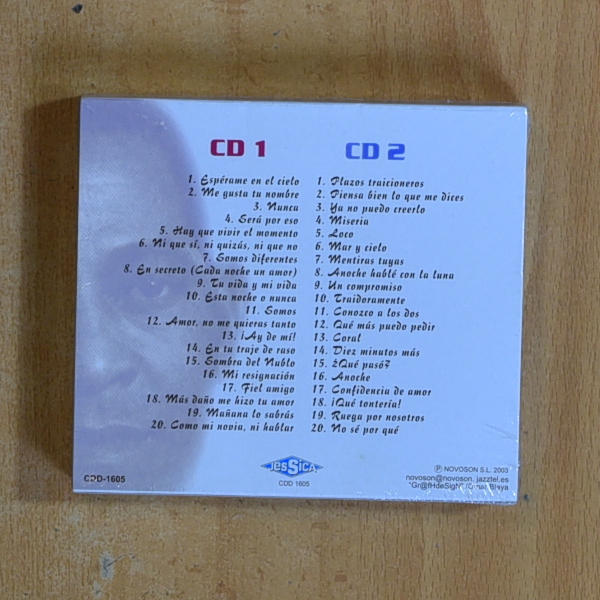 CD 1
1. Espérame en el cielo
2. Me gusta tu nombre
3. Nunca
4. Será por eso
5. Hay que vivir el momento
6. Ni que sí, ni quizás, ni que no
7. Somos diferentes
8. En secreto (Cada noche un amor)
9. Tu vida y mi vida
10. Esta noche o nunca
11. Somos
12. Amor, no me quieras tanto
13. ¡Ay de mí!
14. En tu traje de raso
15. Sombra del Nublo
16. Mi resignación
17. Fiel amigo
18. Más daño me hizo tu amor
19. Mañana lo sabrás
20. Como mi novia, ni hablar
CD 2
1. Plazos traicioneros
2. Piensa bien lo que me dices
3. Ya no puedo creerlo
4. Miseria
5. Loco
6. Mar y cielo
7. Mentiras tuyas
8. Anoche hablé con la luna
9. Un compromiso
10. Traidoramente
11. Conozco a los dos
12. Qué más puedo pedir
13. Coral
14. Diez minutos más
15. ¿Qué pasó?
16. Anoche
17. Confidencia de amor
18. ¡Qué tontería!
19. Ruega por nosotros
20. No sé por qué
CDD-1605
JESSICA
CDD 1605
℗ NOVOSON S.L. 2003
novoson@novoson.jazztel.es
"Gr@fHdeSigN"